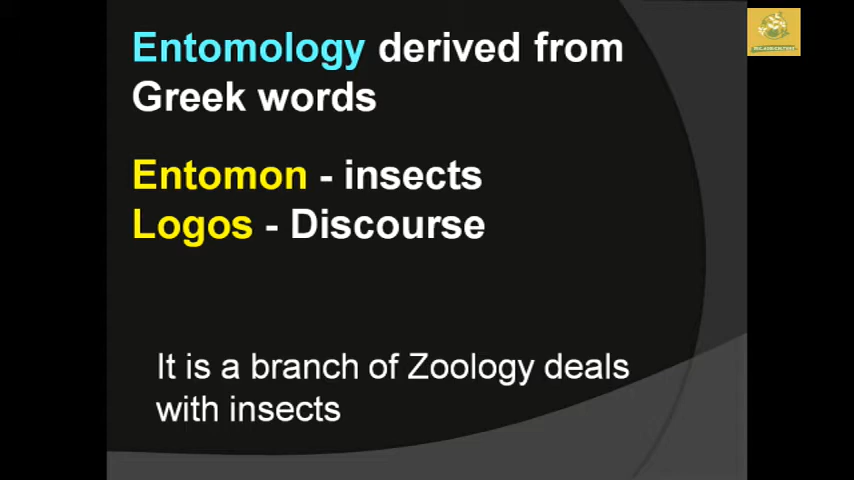 Entomology derived from
Greek words
Entomon - insects
Logos - Discourse
It is a branch of Zoology deals
with insects